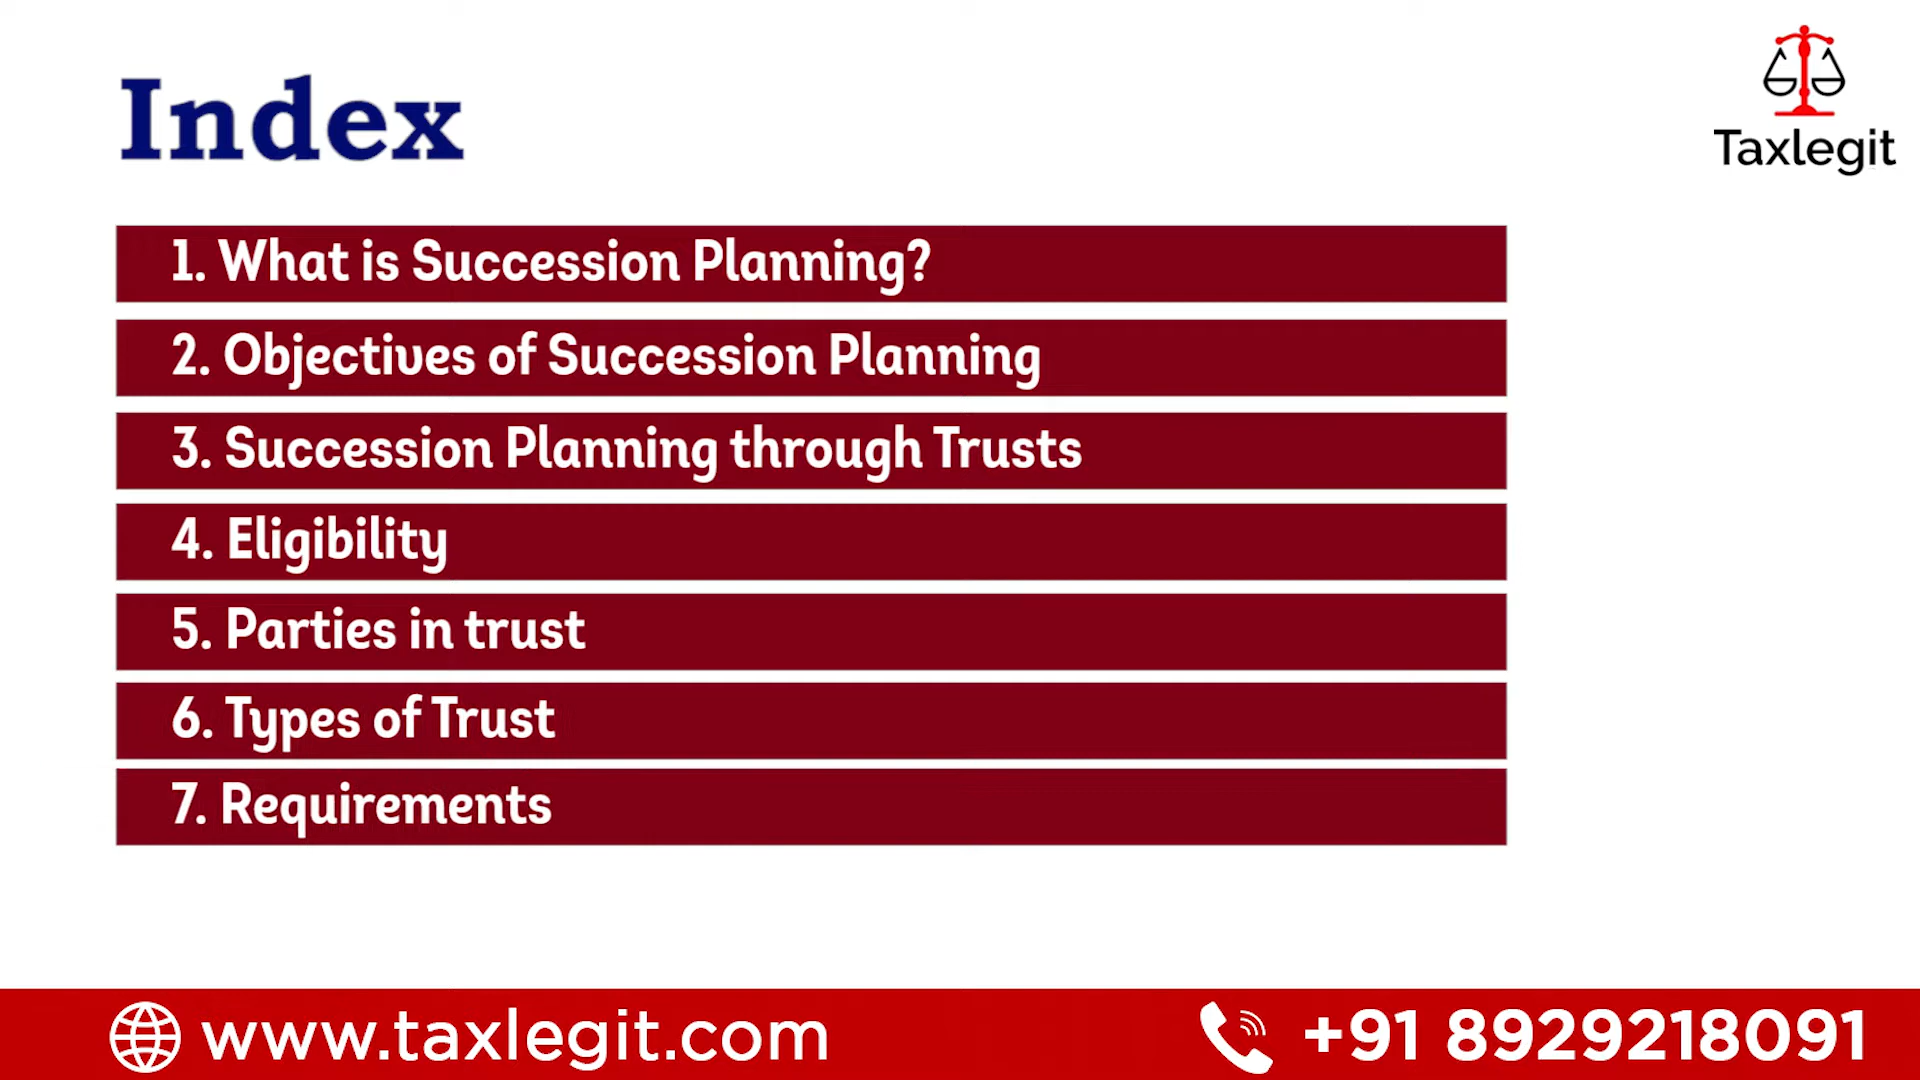 Index
Taxlegit
1. What is Succession Planning?
2. Objectives of Succession Planning
3. Succession Planning through Trusts
4. Eligibility
5. Parties in trust
6. Types of Trust
7. Requirements
www.taxlegit.com
+91 8929218091